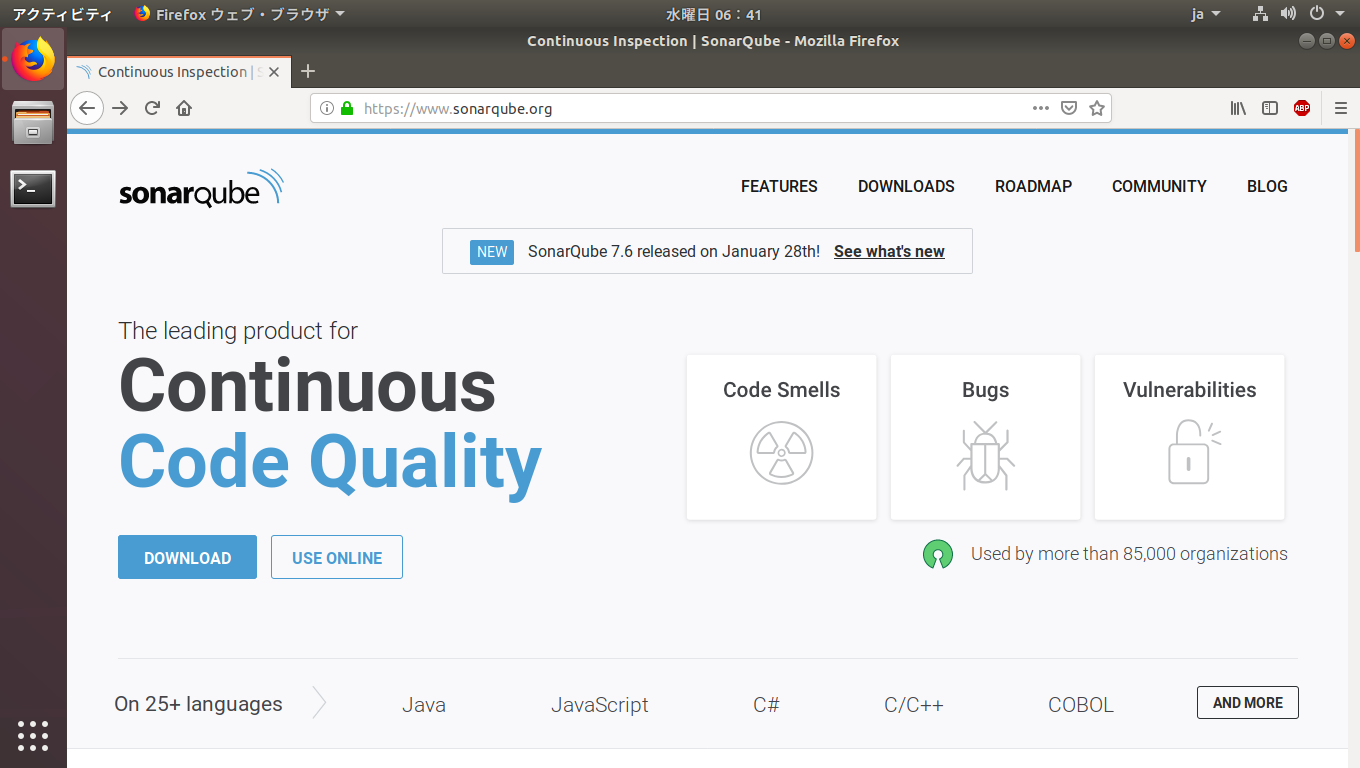 アクティビティ Firefox ウェブ・ブラウザ 水曜日 06：41 ja
Continuous Inspection | SonarQube - Mozilla Firefox
Continuous Inspection | S
https://www.sonarqube.org
ABP
sonarqube
FEATURES DOWNLOADS ROADMAP COMMUNITY BLOG
NEW SonarQube 7.6 released on January 28th! See what's new
The leading product for
Continuous
Code Quality
Code Smells Bugs Vulnerabilities
DOWNLOAD USE ONLINE
Used by more than 85,000 organizations
On 25+ languages Java JavaScript C# C/C++ COBOL AND MORE